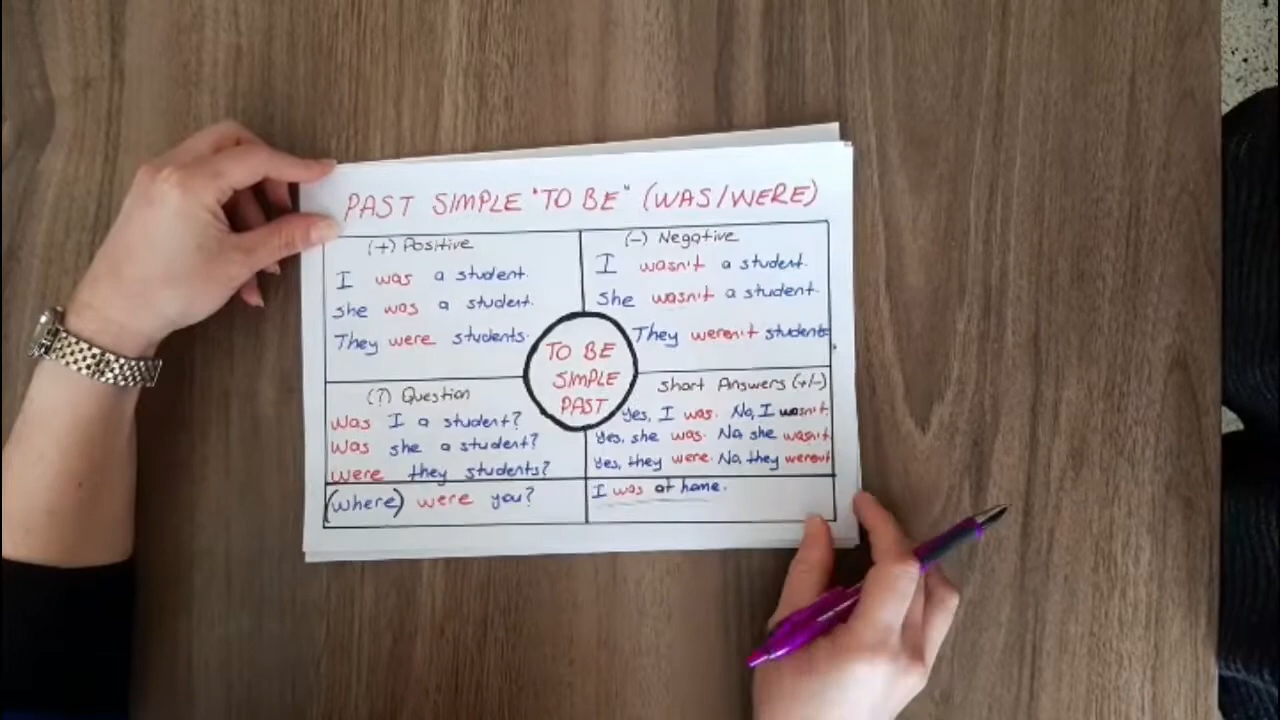 PAST SIMPLE "TO BE" (WAS/WERE)
(+) Positive
I was a student.
She was a student.
They were students.
(-) Negative
I wasn't a student.
She wasn't a student.
They weren't students
TO BE
SIMPLE
PAST
(?) Question
Was I a student?
Was she a student?
Were they students?
(where) were you?
Short Answers (+/-)
Yes, I was. No, I wasn't.
Yes, she was. No, she wasn't
Yes, they were. No, they weren't
I was at home.